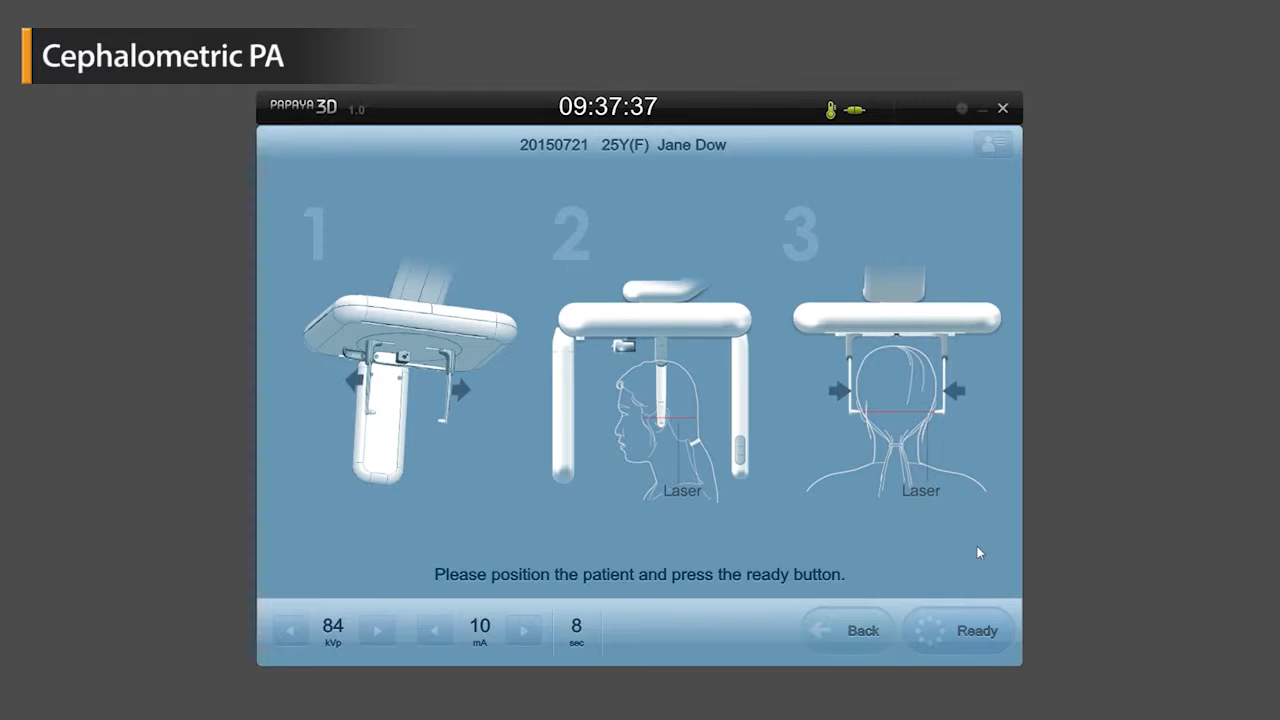 Cephalometric PA
PAPAYA 3D 1.0
09:37:37
20150721 25Y(F) Jane Dow
1
2
3
Laser
Laser
Please position the patient and press the ready button.
84
kVp
10
mA
8
sec
Back
Ready